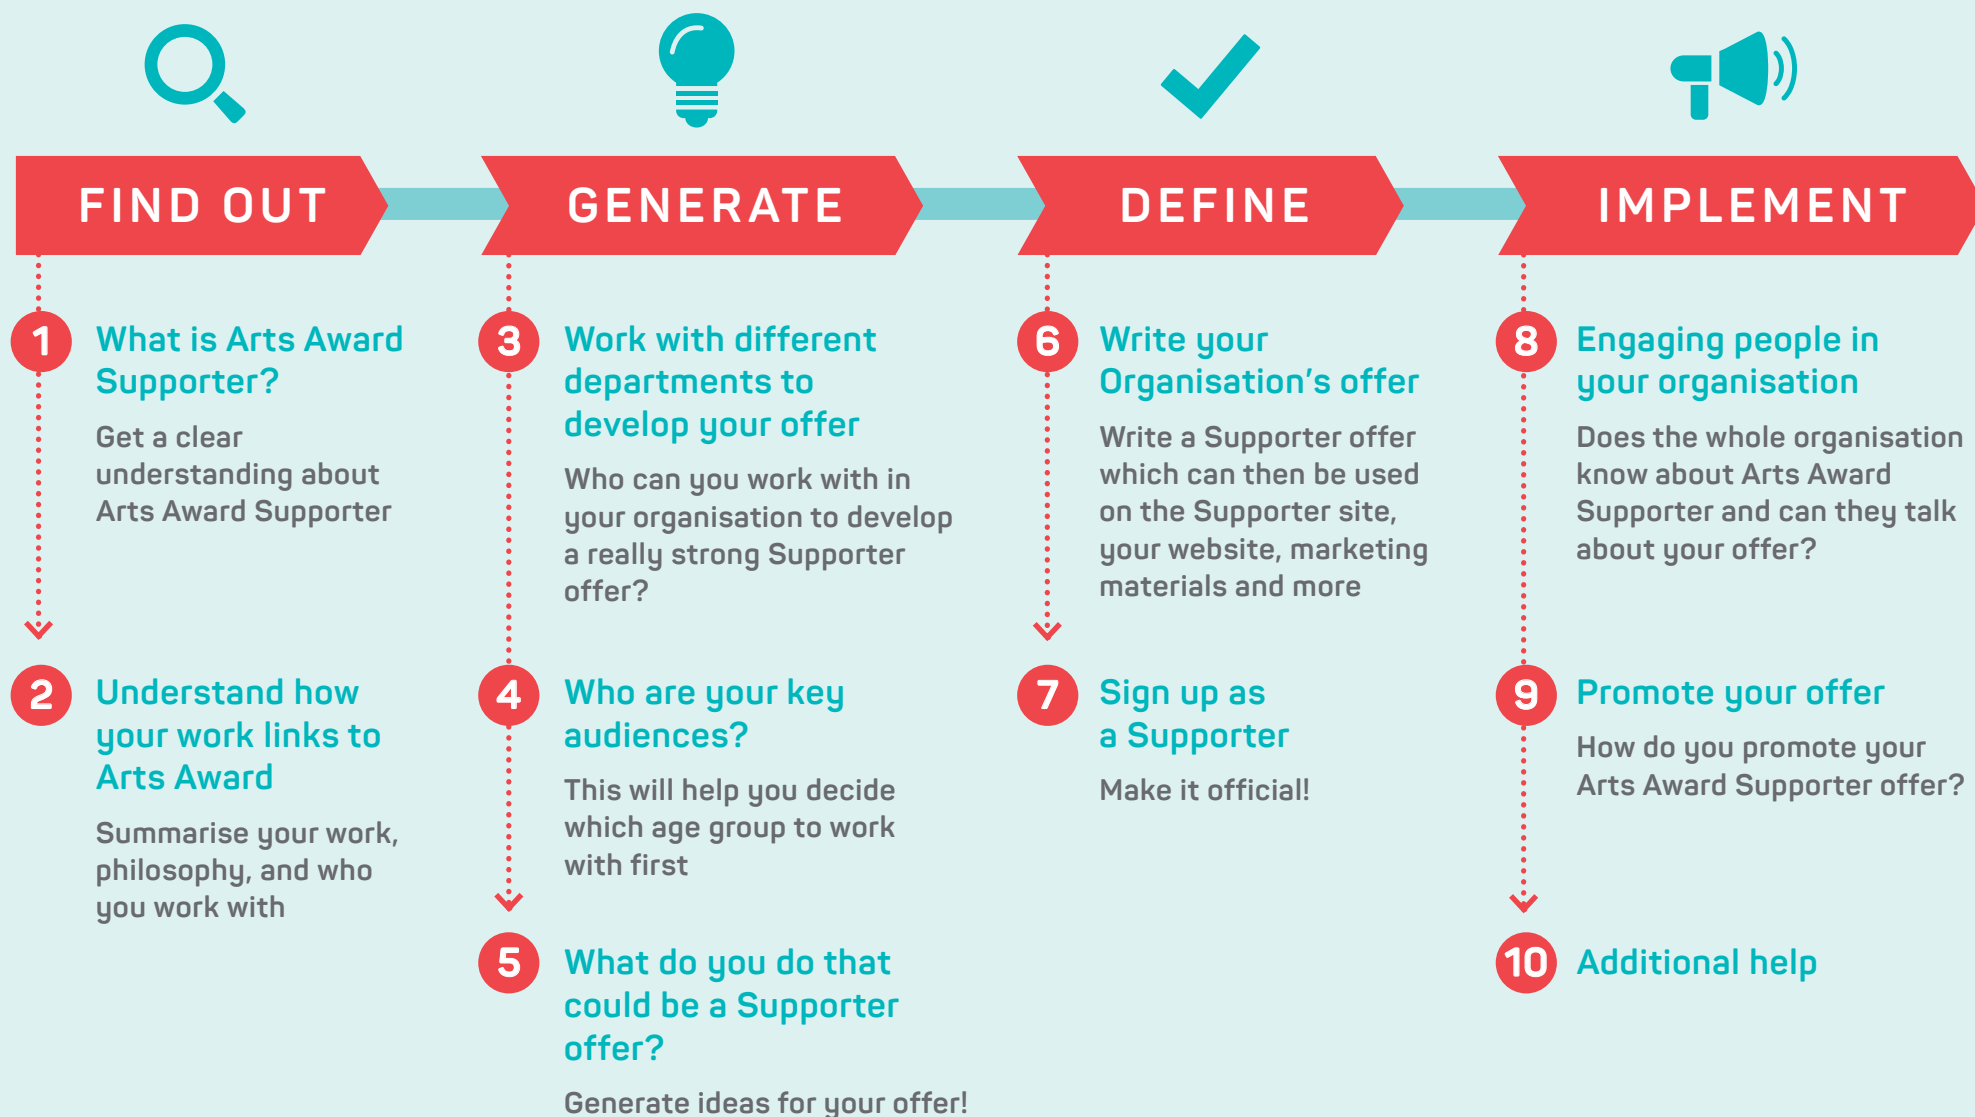 FIND OUT
1
What is Arts Award
Supporter?
Get a clear
understanding about
Arts Award Supporter
2
Understand how
your work links to
Arts Award
Summarise your work,
philosophy, and who
you work with
GENERATE
3
Work with different
departments to
develop your offer
Who can you work with in
your organisation to develop
a really strong Supporter
offer?
4
Who are your key
audiences?
This will help you decide
which age group to work
with first
5
What do you do that
could be a Supporter
offer?
Generate ideas for your offer!
DEFINE
6
Write your
Organisation's offer
Write a Supporter offer
which can then be used
on the Supporter site,
your website, marketing
materials and more
7
Sign up as
a Supporter
Make it official!
IMPLEMENT
8
Engaging people in
your organisation
Does the whole organisation
know about Arts Award
Supporter and can they talk
about your offer?
9
Promote your offer
How do you promote your
Arts Award Supporter offer?
10
Additional help